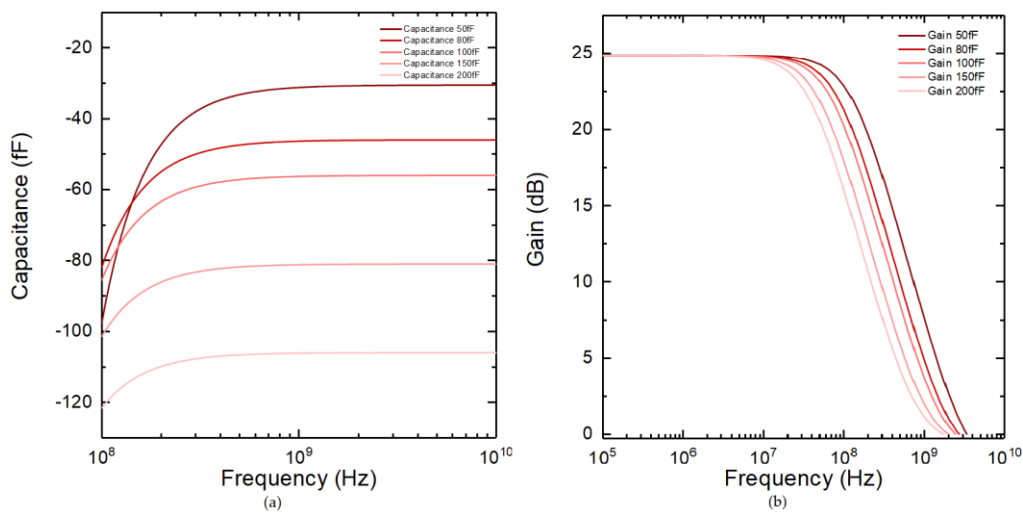 Capacitance 50fF
Capacitance 80fF
Capacitance 100fF
Capacitance 150fF
Capacitance 200fF
-20
-40
-60
-80
-100
-120
Capacitance (fF)
10^8
10^9
10^10
Frequency (Hz)
(a)
Gain 50fF
Gain 80fF
Gain 100fF
Gain 150fF
Gain 200fF
25
20
15
10
5
0
Gain (dB)
10^5
10^6
10^7
10^8
10^9
10^10
Frequency (Hz)
(b)